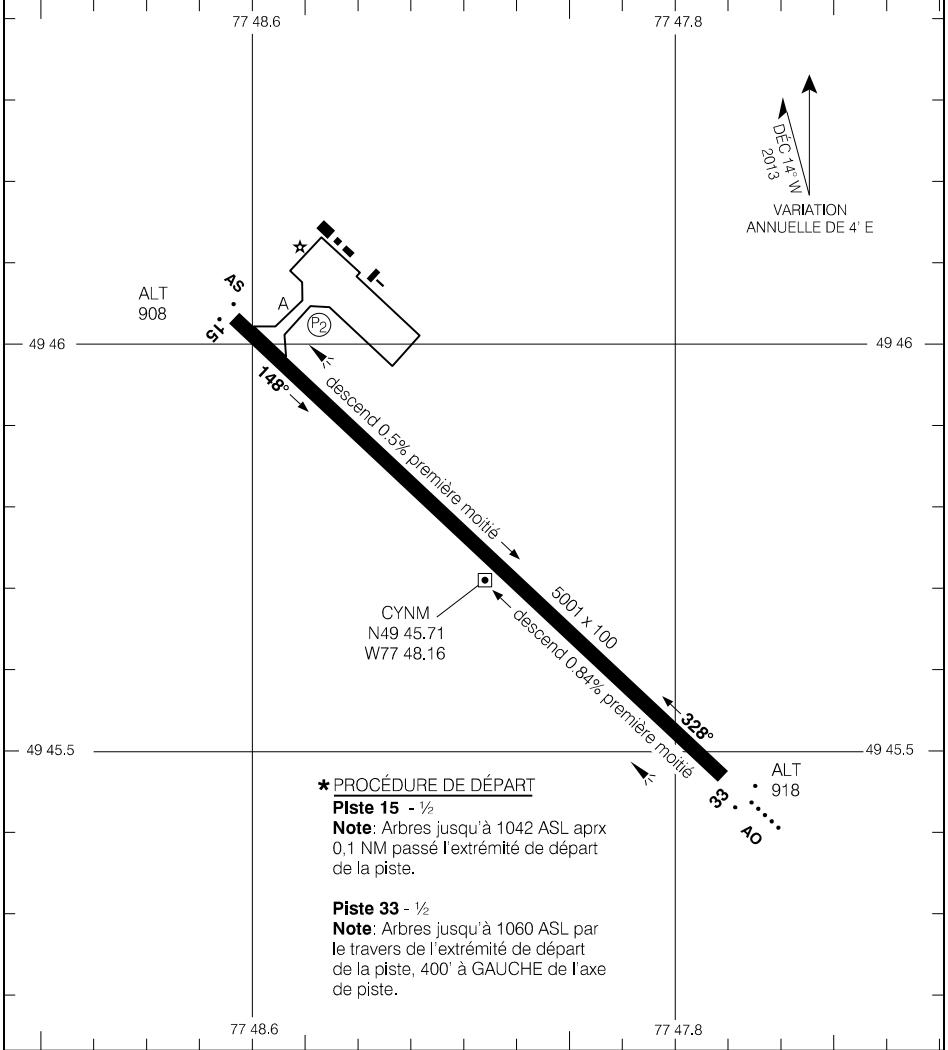 77 48.6
77 47.8
DÉC 14° W
2013
VARIATION
ANNUELLE DE 4' E
ALT
908
AS
15
A
P2
49 46
49 46
148°
descend 0.5% première moitié
5001 x 100
CYNM
N49 45.71
W77 48.16
descend 0.84% première moitié
328°
49 45.5
49 45.5
ALT
918
33
AO
* PROCÉDURE DE DÉPART
Piste 15 - ½
Note: Arbres jusqu'à 1042 ASL aprx
0,1 NM passé l'extrémité de départ
de la piste.
Piste 33 - ½
Note: Arbres jusqu'à 1060 ASL par
le travers de l'extrémité de départ
de la piste, 400' à GAUCHE de l'axe
de piste.
77 48.6
77 47.8